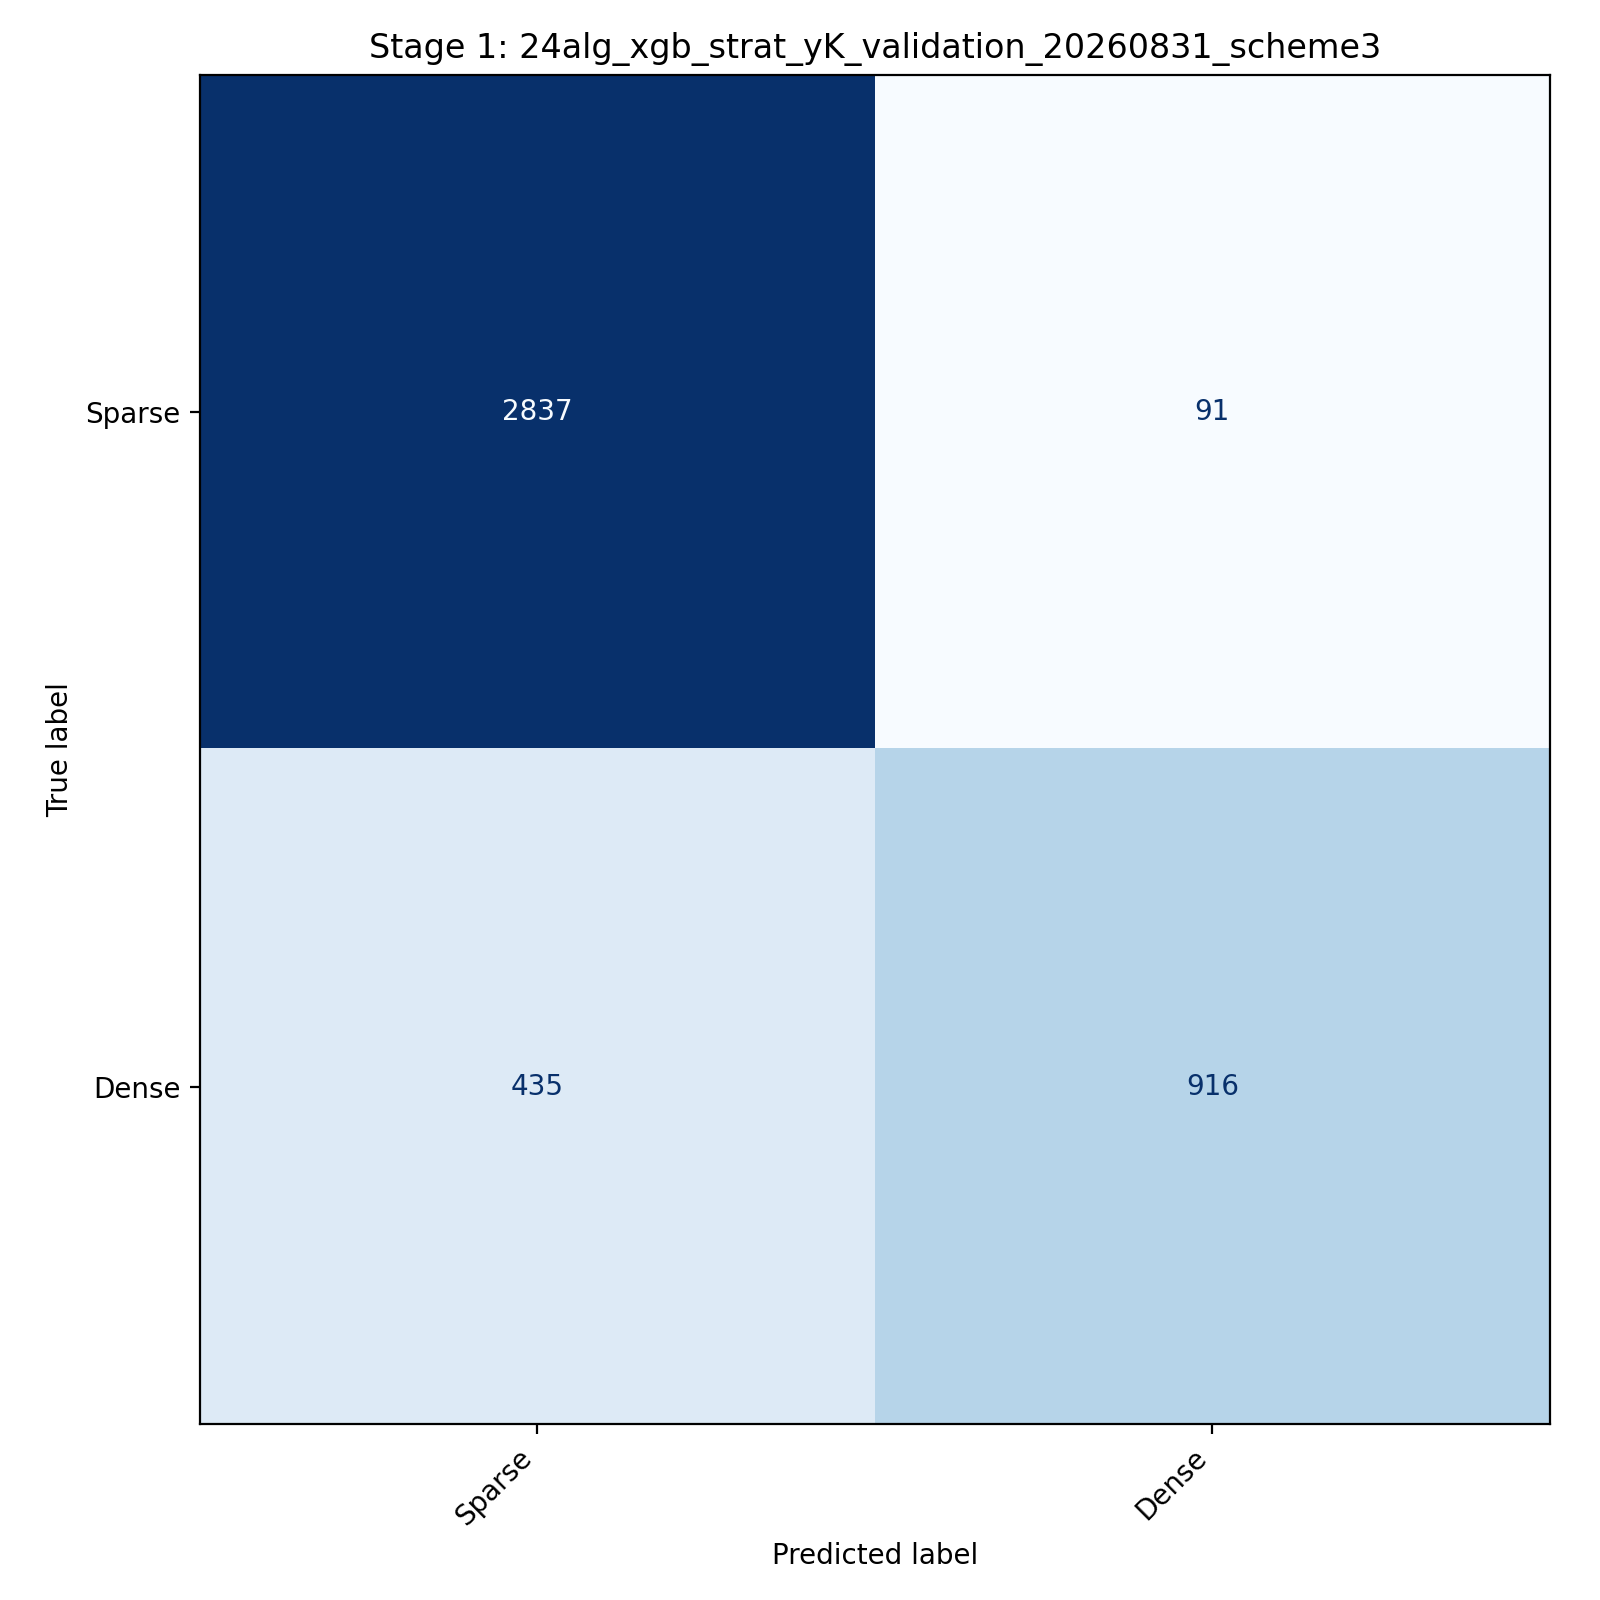 Stage 1: 24alg_xgb_strat_yK_validation_20260831_scheme3
Sparse
2837
91
True label
Dense
435
916
Sparse
Dense
Predicted label